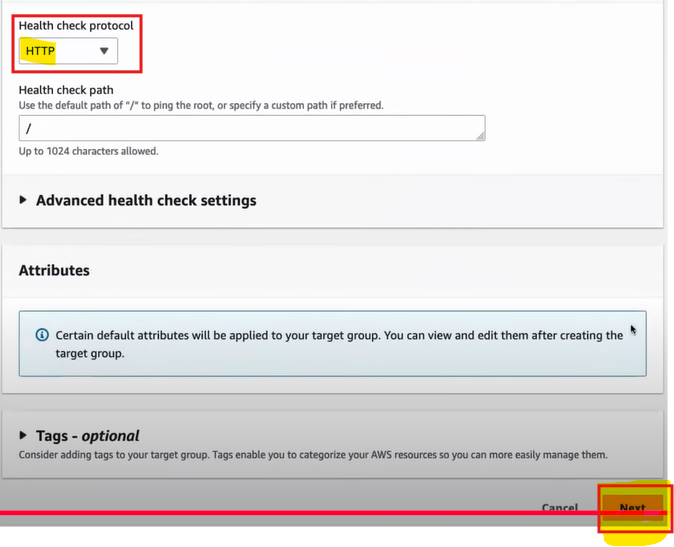 Health check protocol
HTTP
Health check path
Use the default path of "/" to ping the root, or specify a custom path if preferred.
/
Up to 1024 characters allowed.
Advanced health check settings
Attributes
Certain default attributes will be applied to your target group. You can view and edit them after creating the
target group.
Tags - optional
Consider adding tags to your target group. Tags enable you to categorize your AWS resources so you can more easily manage them.
Cancel Next